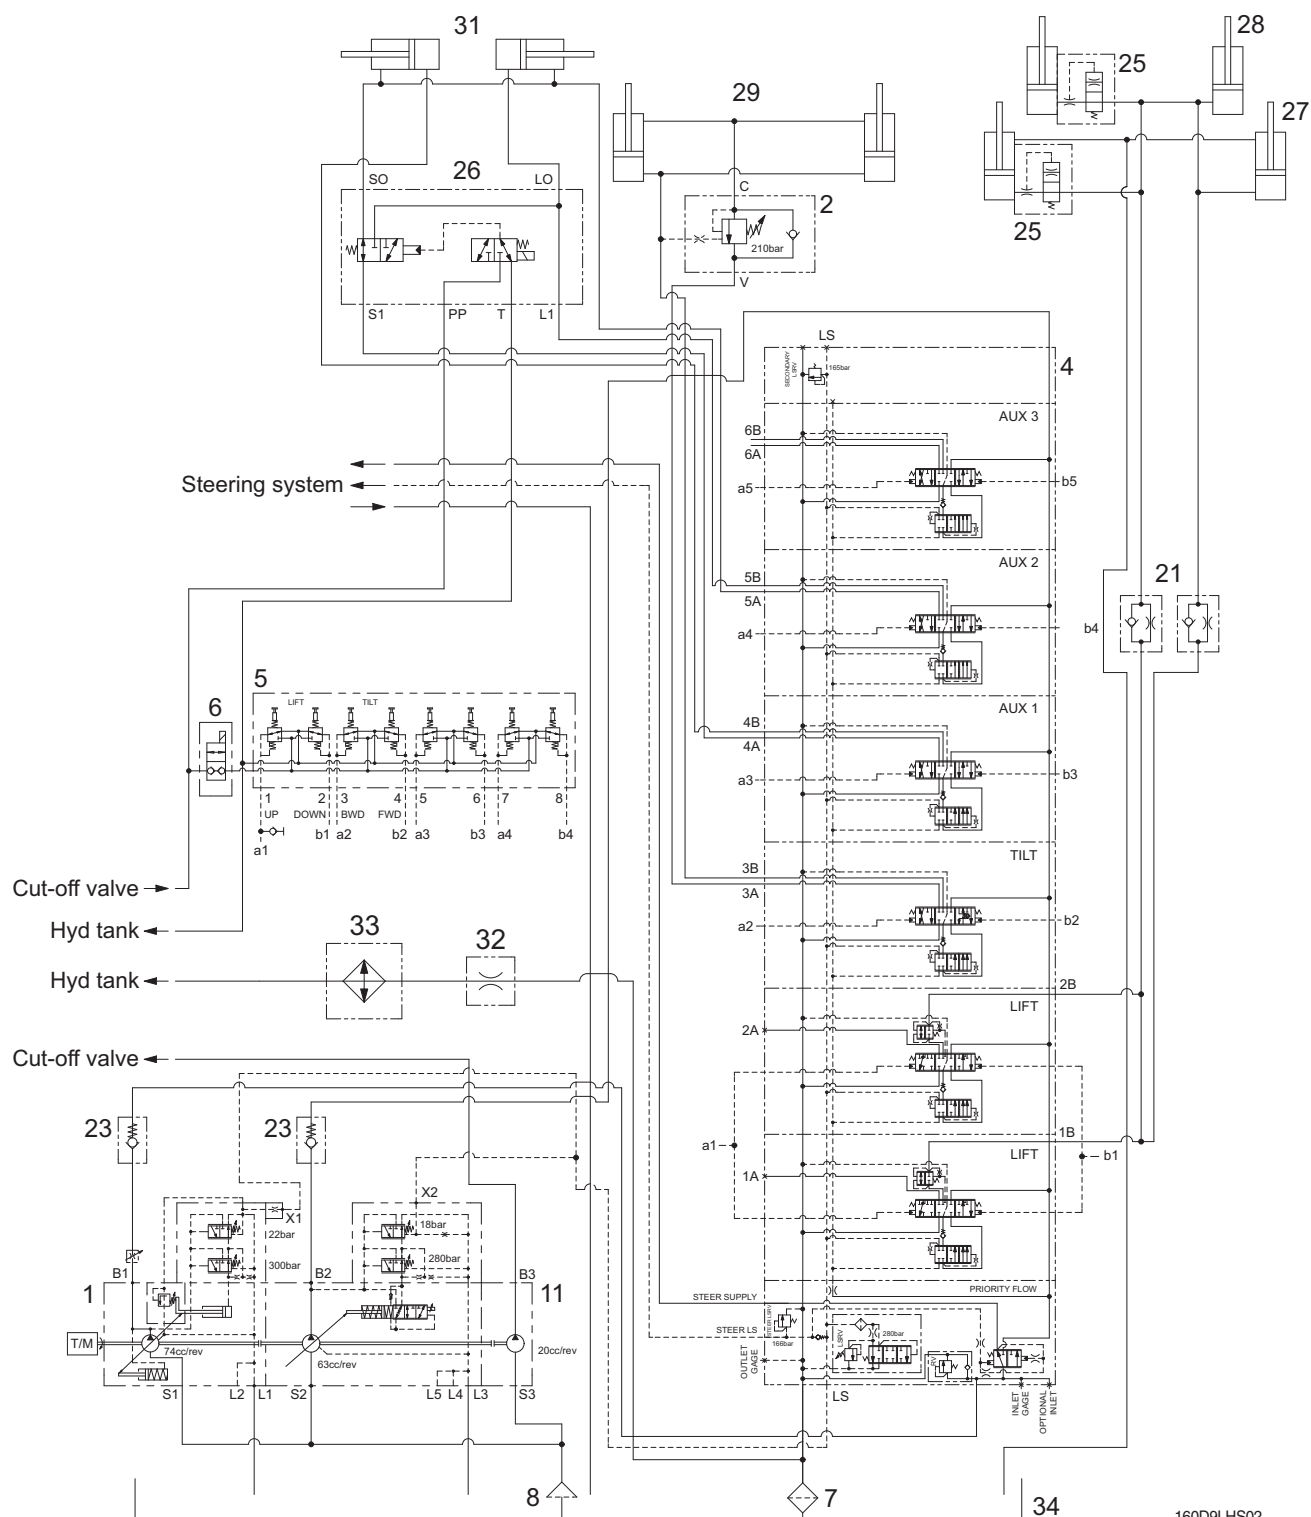 31
28
25
29
27
26
SO
LO
C
2
25
210bar
V
S1
PP
T
L1
LS
SECONDARY
LSRV
165bar
4
AUX 3
6B
6A
Steering system
a5
b5
AUX 2
5B
5A
21
a4
b4
5
6
LIFT
TILT
AUX 1
4B
4A
a3
b3
1
2
3
4
5
6
7
8
UP
DOWN
BWD
FWD
b1
a2
b2
a3
b3
a4
b4
a1
TILT
Cut-off valve
3B
3A
Hyd tank
a2
b2
33
32
Hyd tank
2B
LIFT
2A
Cut-off valve
23
23
1B
a1
b1
LIFT
1A
X2
X1
18bar
22bar
300bar
280bar
B1
B2
B3
1
11
PRIORITY FLOW
STEER SUPPLY
STEER LSRV
STEER LS
166bar
LSRV
280bar
RV
T/M
74cc/rev
63cc/rev
20cc/rev
OUTLET
GAGE
S1
L2
L1
S2
L5
L4
L3
S3
LS
INLET
GAGE
OPTIONAL
INLET
8
7
34
160D9LHS02